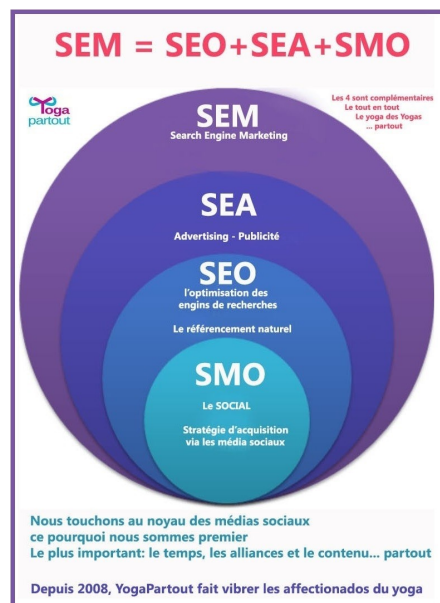 SEM = SEO+SEA+SMO
Yoga
partout
Les 4 sont complémentaires
Le tout en tout
Le yoga des Yogas
... partout
SEM
Search Engine Marketing
SEA
Advertising - Publicité
SEO
l'optimisation des
engins de recherches
Le référencement naturel
SMO
Le SOCIAL
Stratégie d'acquisition
via les média sociaux
Nous touchons au noyau des médias sociaux
ce pourquoi nous sommes premier
Le plus important: le temps, les alliances et le contenu... partout
Depuis 2008, YogaPartout fait vibrer les affectionados du yoga